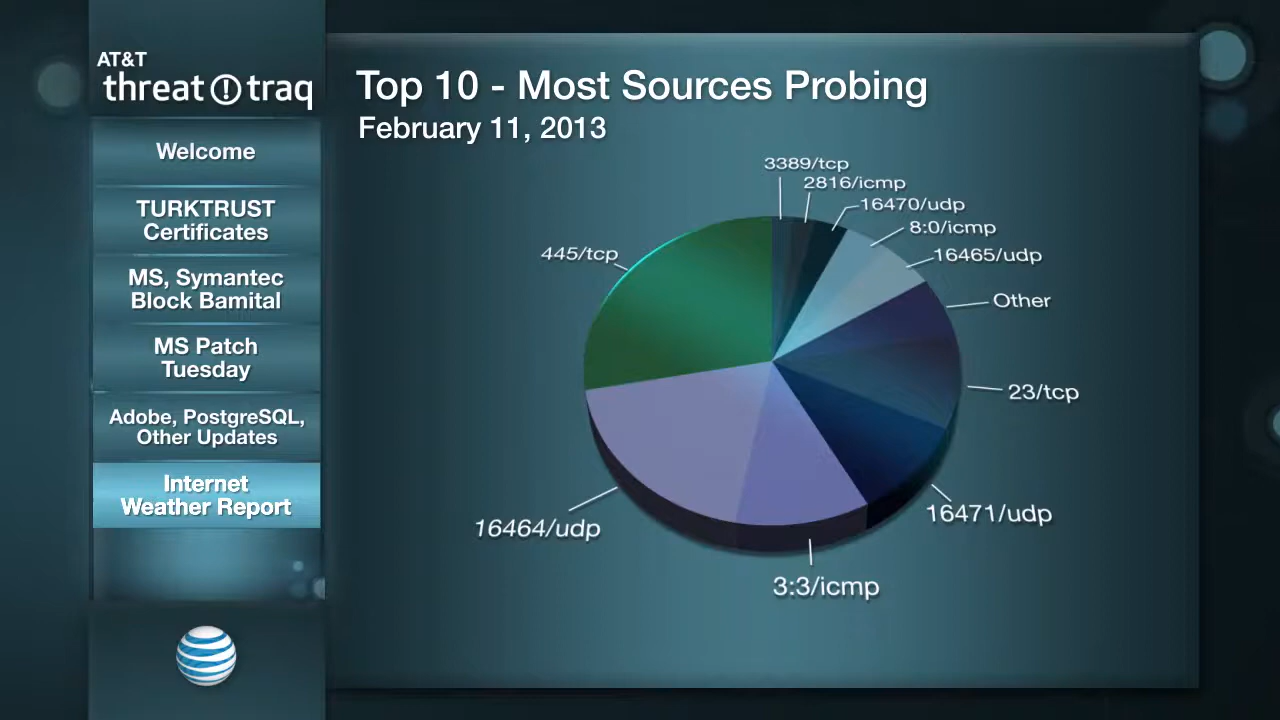 AT&T
threat traq
Welcome
TURKTRUST
Certificates
MS, Symantec
Block Bamital
MS Patch
Tuesday
Adobe, PostgreSQL,
Other Updates
Internet
Weather Report
Top 10 - Most Sources Probing
February 11, 2013
3389/tcp
2816/icmp
16470/udp
8:0/icmp
16465/udp
Other
23/tcp
16471/udp
3:3/icmp
16464/udp
445/tcp